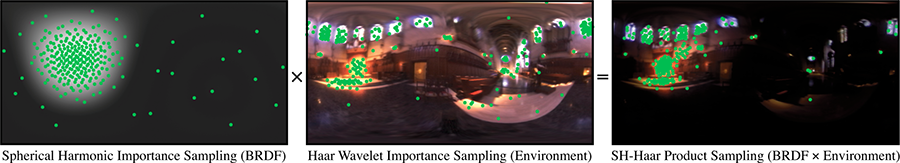 ×
=
Spherical Harmonic Importance Sampling (BRDF)
Haar Wavelet Importance Sampling (Environment)
SH-Haar Product Sampling (BRDF × Environment)